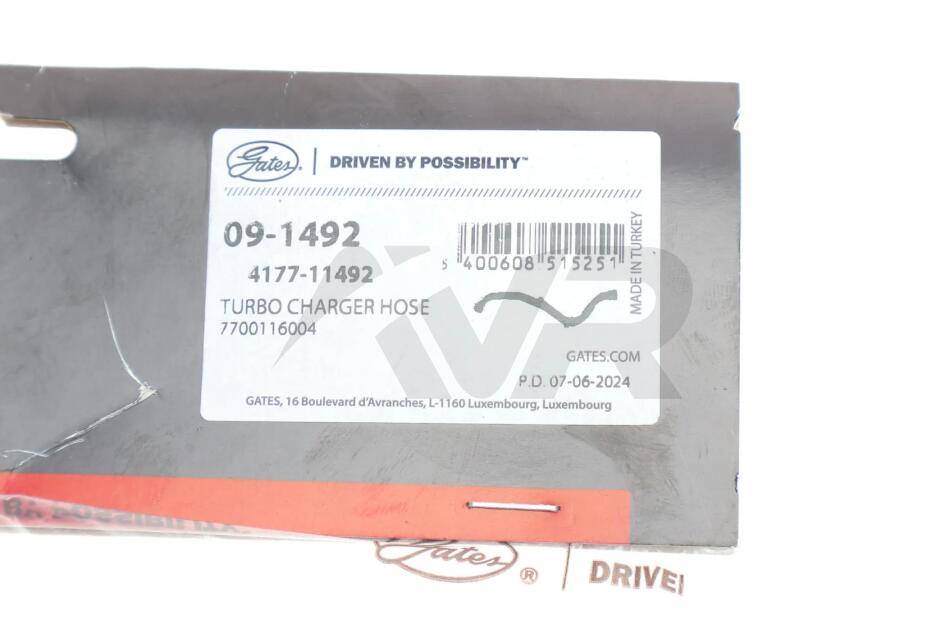 Gates® | DRIVEN BY POSSIBILITY™
09-1492
4177-11492
TURBO CHARGER HOSE
7700116004
5 400608 515251
MADE IN TURKEY
GATES.COM
P.D. 07-06-2024
GATES, 16 Boulevard d'Avranches, L-1160 Luxembourg, Luxembourg
IVR
Gates® | DRIVE